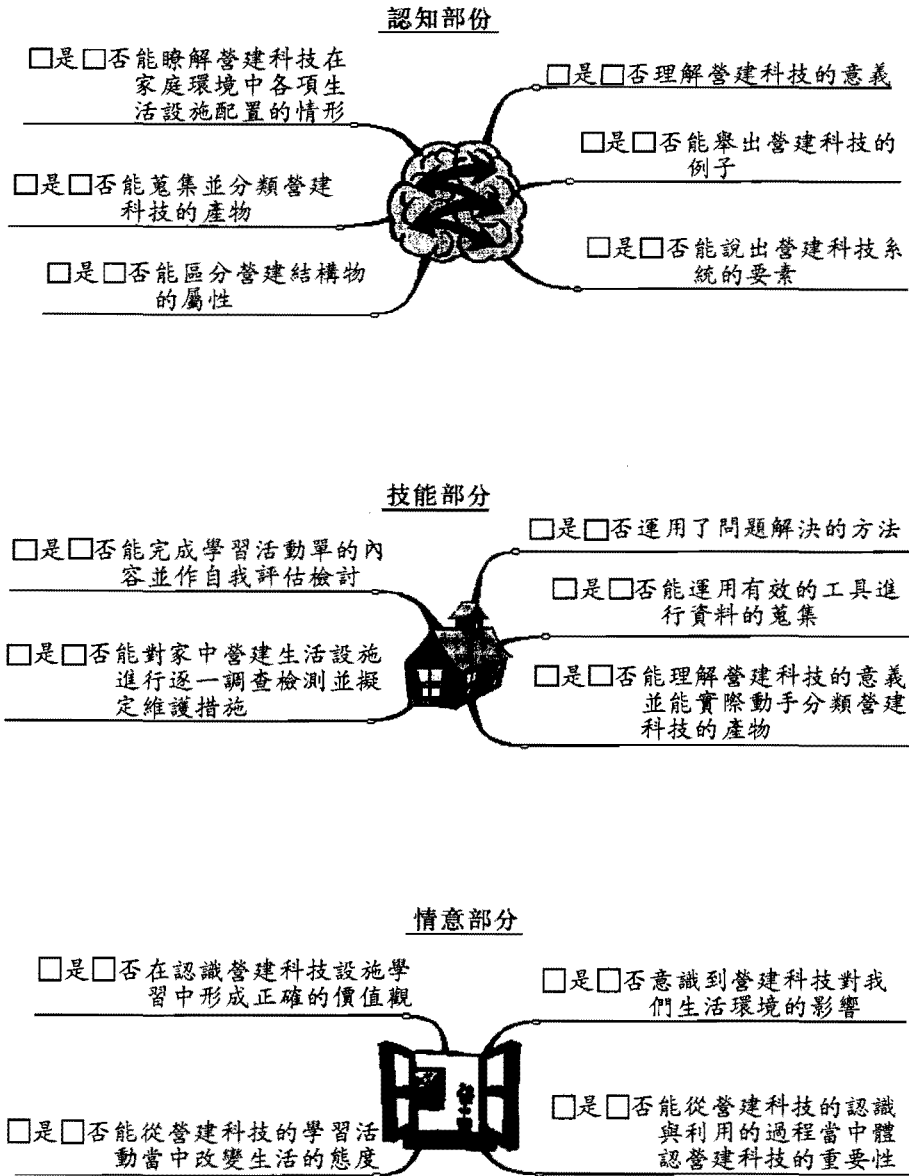 認知部份
□是□否能瞭解營建科技在
家庭環境中各項生
活設施配置的情形
□是□否能蒐集並分類營建
科技的產物
□是□否能區分營建結構物
的屬性
□是□否理解營建科技的意義
□是□否能舉出營建科技的
例子
□是□否能說出營建科技系
統的要素
技能部分
□是□否能完成學習活動單的內
容並作自我評估檢討
□是□否能對家中營建生活設施
進行逐一調查檢測並擬
定維護措施
□是□否運用了問題解決的方法
□是□否能運用有效的工具進
行資料的蒐集
□是□否能理解營建科技的意義
並能實際動手分類營建
科技的產物
情意部分
□是□否在認識營建科技設施學
習中形成正確的價值觀
□是□否能從營建科技的學習活
動當中改變生活的態度
□是□否意識到營建科技對我
們生活環境的影響
□是□否能從營建科技的認識
與利用的過程當中體
認營建科技的重要性